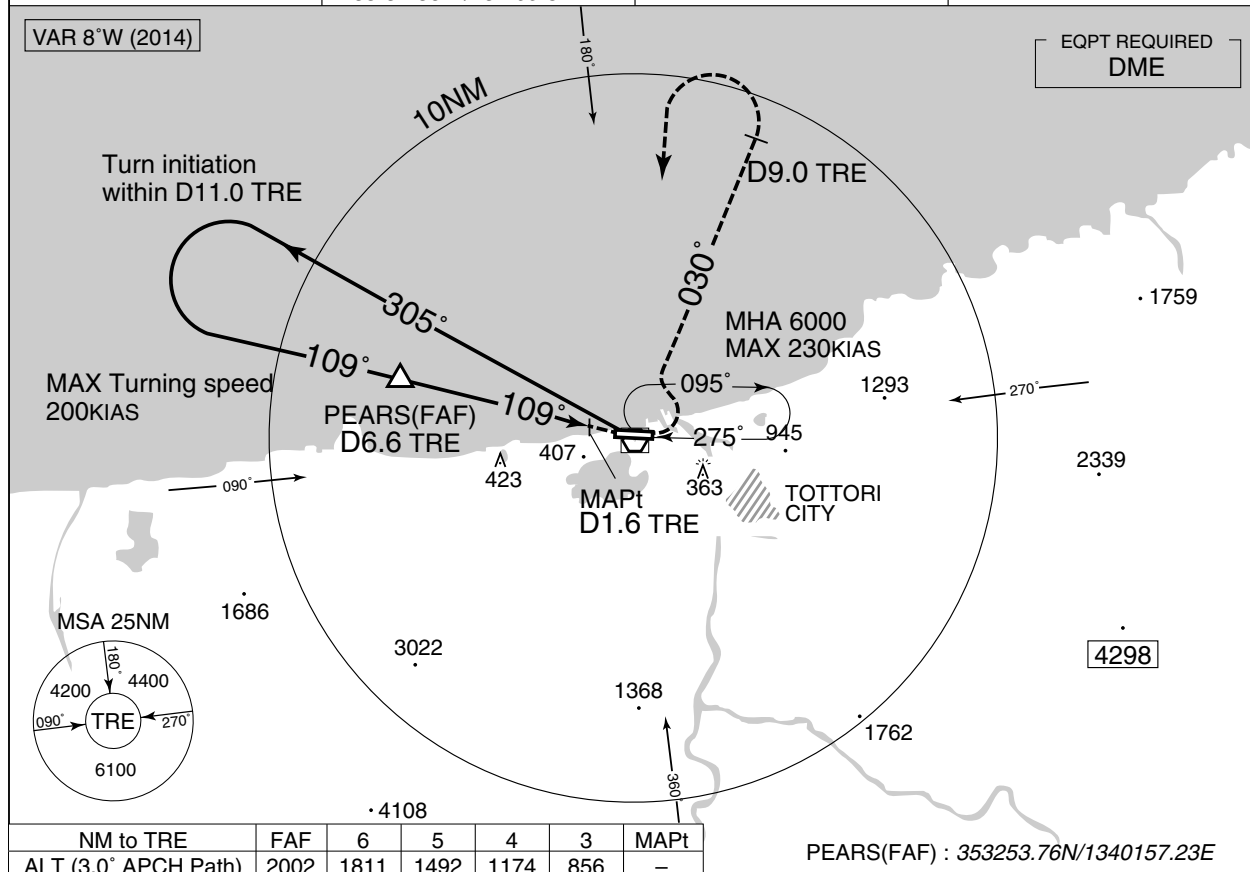 VAR 8°W (2014)
180°
EQPT REQUIRED
DME
10NM
Turn initiation
within D11.0 TRE
D9.0 TRE
030°
305°
1759
MHA 6000
MAX 230KIAS
109°
095°
1293
270°
MAX Turning speed
200KIAS
PEARS(FAF)
D6.6 TRE
109°
275°
945
407
423
363
2339
090°
MAPt
D1.6 TRE
TOTTORI
CITY
1686
MSA 25NM
180°
4200
4400
090°
TRE
270°
6100
3022
4298
1368
1762
360°
4108
NM to TRE FAF 6 5 4 3 MAPt
ALT (3.0° APCH Path) 2002 1811 1492 1174 856 –
PEARS(FAF) : 353253.76N/1340157.23E